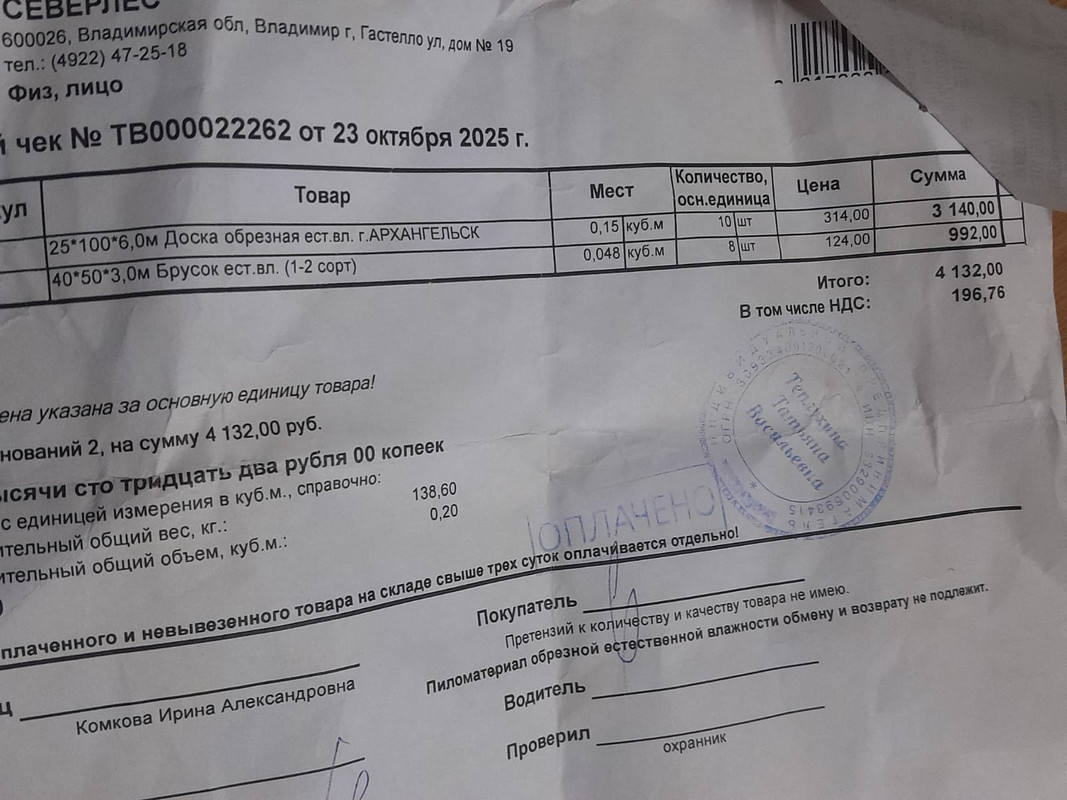 СЕВЕРЛЕС
600026, Владимирская обл, Владимир г, Гастелло ул, дом № 19
тел.: (4922) 47-25-18
Физ, лицо
й чек № ТВ000022262 от 23 октября 2025 г.
кул Товар Мест Количество, осн.единица Цена Сумма
25*100*6,0м Доска обрезная ест.вл. г.АРХАНГЕЛЬСК 0,15 куб.м 10 шт 314,00 3 140,00
40*50*3,0м Брусок ест.вл. (1-2 сорт) 0,048 куб.м 8 шт 124,00 992,00
Итого: 4 132,00
В том числе НДС: 196,76
ена указана за основную единицу товара!
нований 2, на сумму 4 132,00 руб.
ысячи сто тридцать два рубля 00 копеек
с единицей измерения в куб.м., справочно:
ительный общий вес, кг.: 138,60
ительный общий объем, куб.м.: 0,20
ИНДИВИДУАЛЬНЫЙ ПРЕДПРИНИМАТЕЛЬ
Татьяна
Васильевна
ОПЛАЧЕНО
плаченного и невывезенного товара на складе свыше трех суток оплачивается отдельно!
Покупатель
Претензий к количеству и качеству товара не имею.
Пиломатериал обрезной естественной влажности обмену и возврату не подлежит.
ц
Комкова Ирина Александровна
Водитель
Проверил
охранник